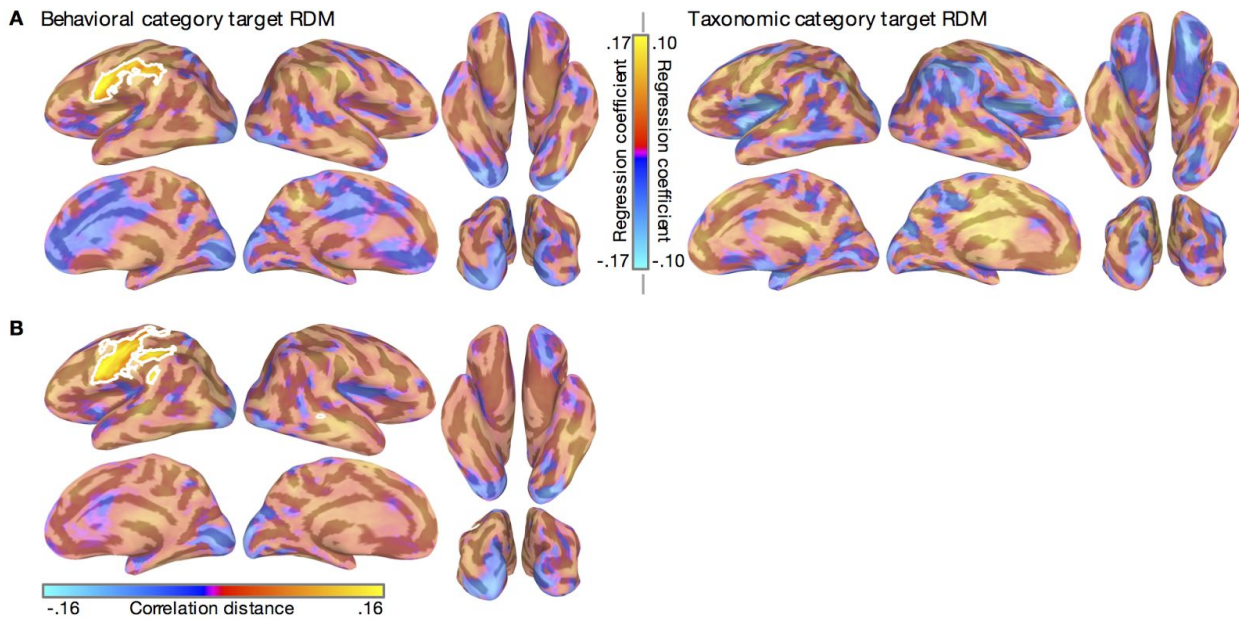 A Behavioral category target RDM
Taxonomic category target RDM
.17 .10
Regression coefficient
Regression coefficient
-.17 -.10
B
-.16 Correlation distance .16